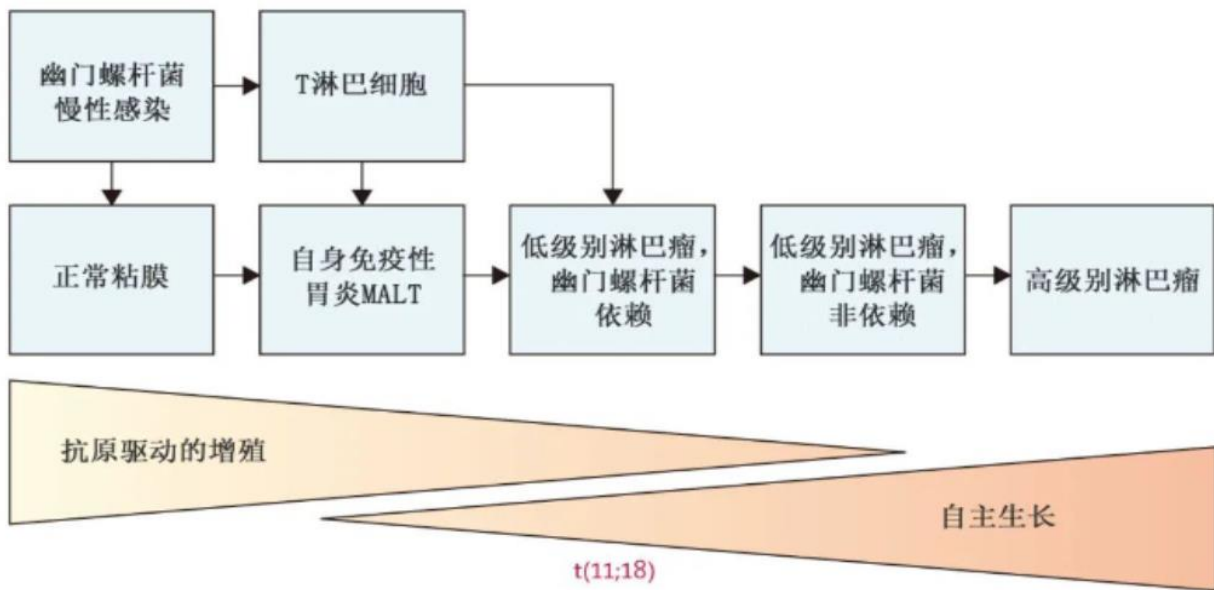 幽门螺杆菌
慢性感染
T淋巴细胞
正常粘膜
自身免疫性
胃炎MALT
低级别淋巴瘤，
幽门螺杆菌
依赖
低级别淋巴瘤，
幽门螺杆菌
非依赖
高级别淋巴瘤
抗原驱动的增殖
自主生长
t(11;18)